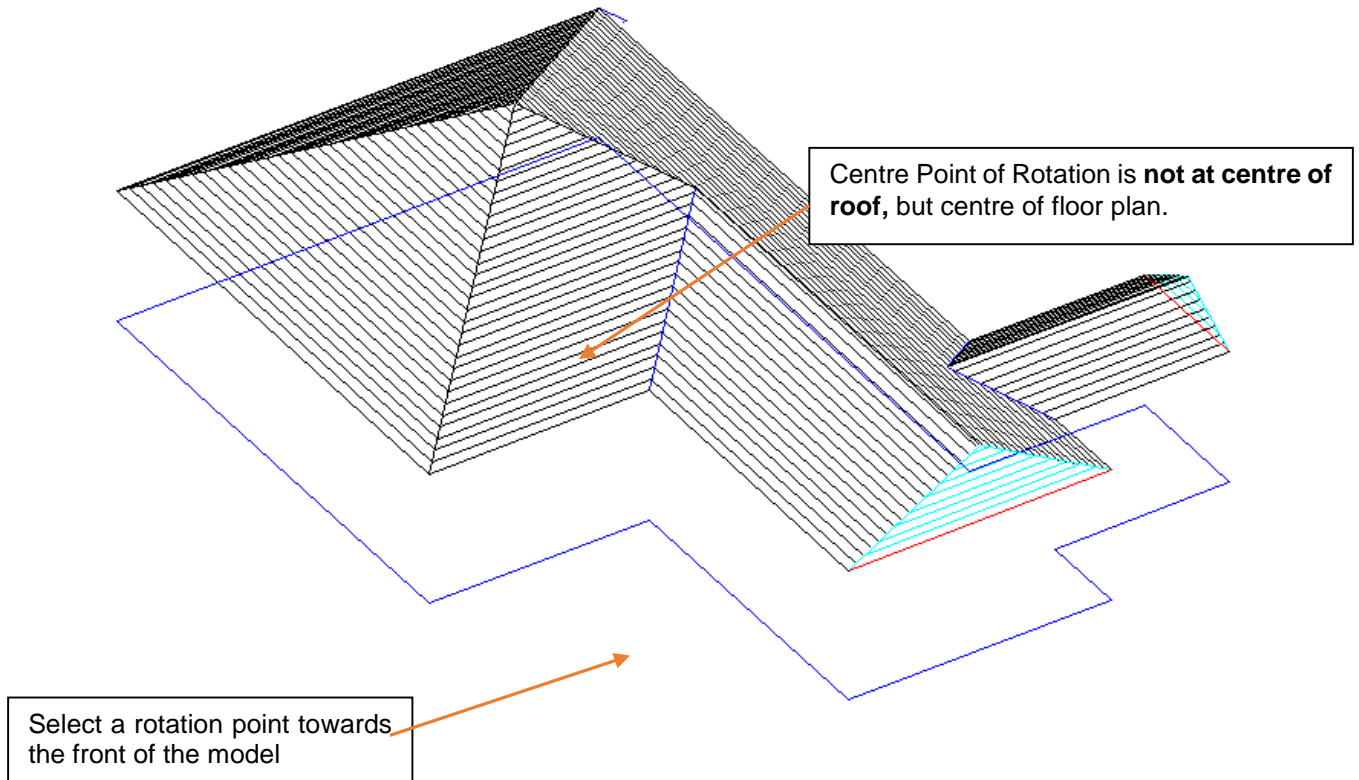 Centre Point of Rotation is not at centre of
roof, but centre of floor plan.
Select a rotation point towards
the front of the model